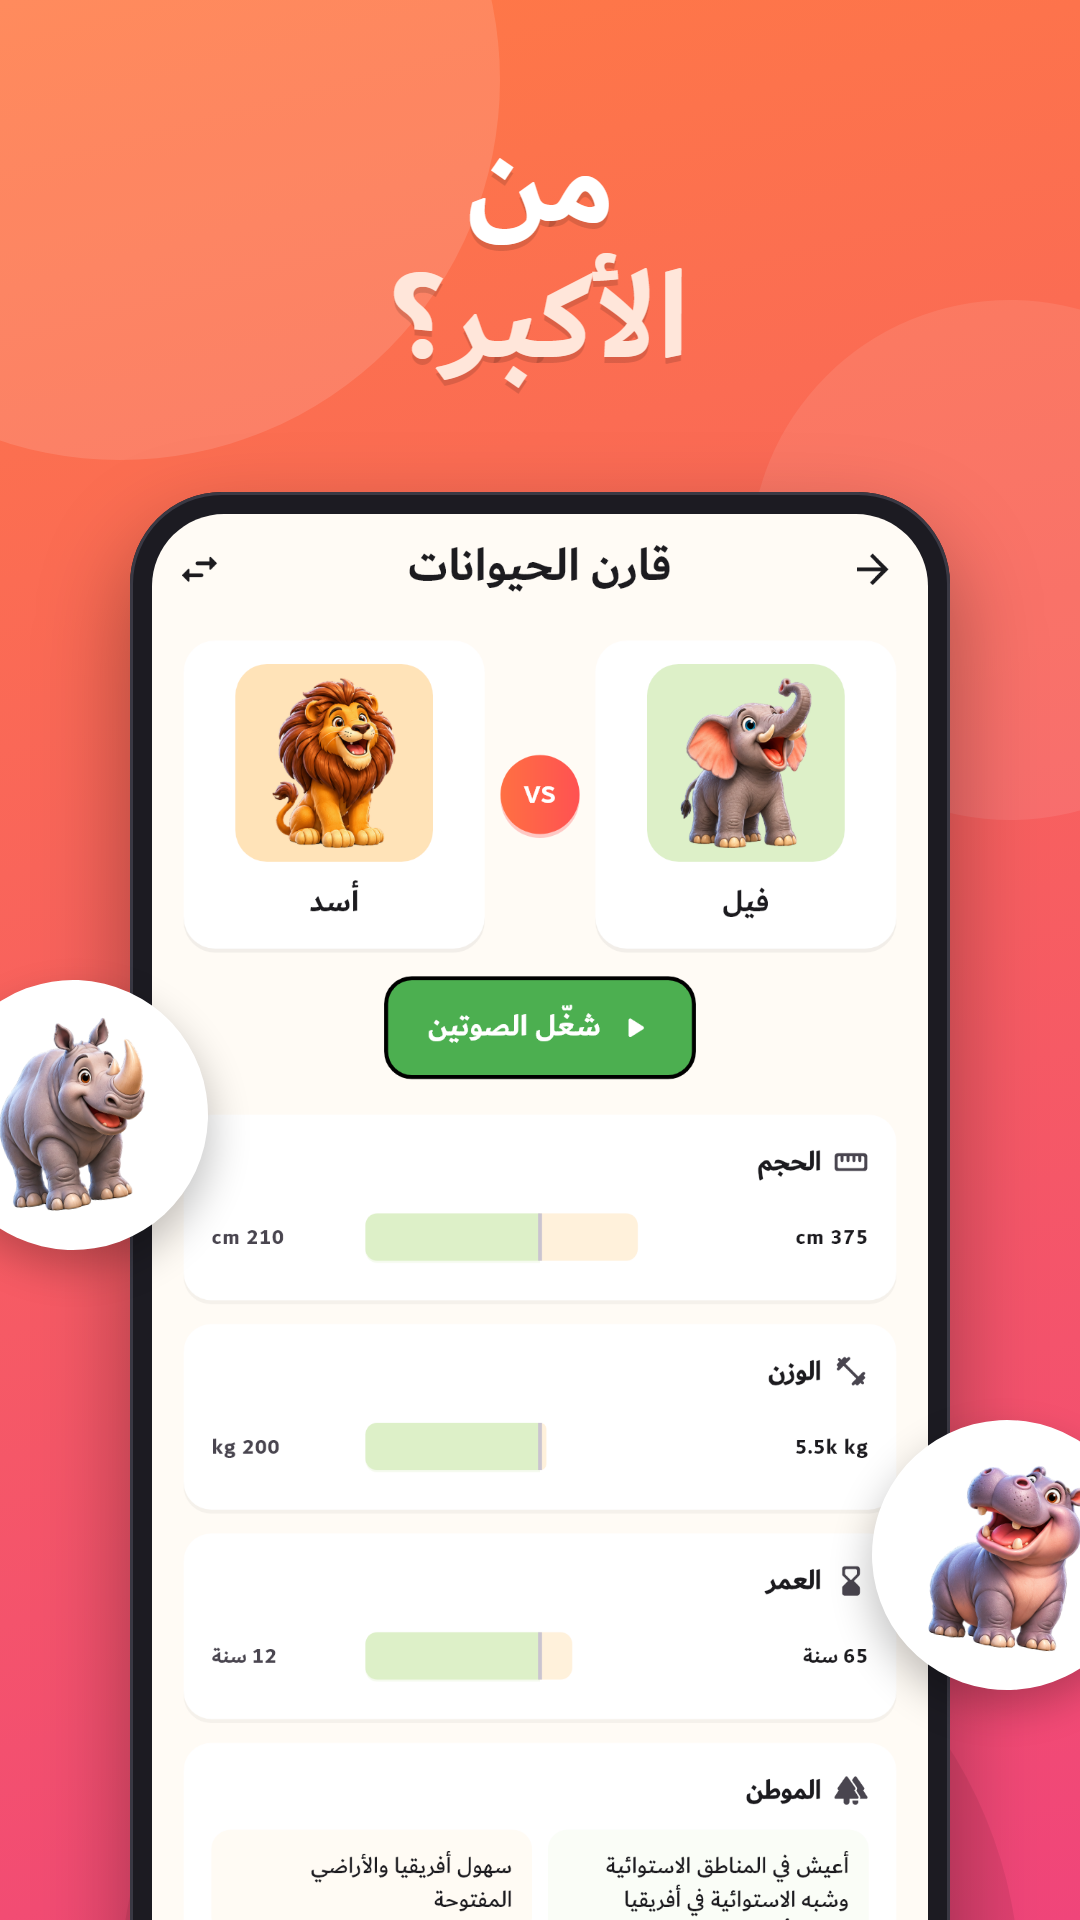 من
الأكبر؟
قارن الحيوانات
فيل
VS
أسد
شغّل الصوتين
الحجم
375 cm
210 cm
الوزن
5.5k kg
200 kg
العمر
65 سنة
12 سنة
الموطن
أعيش في المناطق الاستوائية
وشبه الاستوائية في أفريقيا
سهول أفريقيا والأراضي
المفتوحة